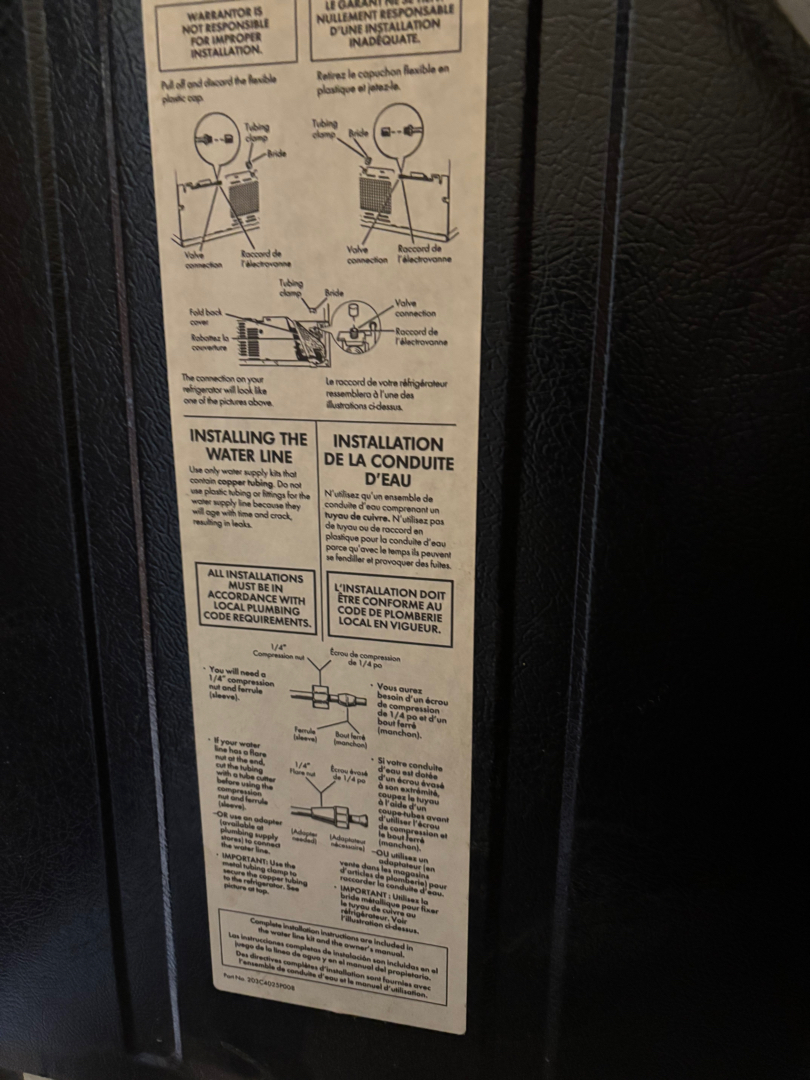 WARRANTOR IS
NOT RESPONSIBLE
FOR IMPROPER
INSTALLATION.
NULLEMENT RESPONSABLE
D'UNE INSTALLATION
INADÉQUATE.
Pull off and discard the flexible
plastic cap.
Retirez le capuchon flexible en
plastique et jetez-le.
Tubing
clamp
Bride
Valve
connection
Raccord de
l'électrovanne
Tubing
clamp
Bride
Valve
connection
Raccord de
l'électrovanne
Tubing
clamp
Bride
Fold back
cover
Rabattez la
couverture
Valve
connection
Raccord de
l'électrovanne
The connection on your
refrigerator will look like
one of the pictures above.
Le raccord de votre réfrigérateur
ressemblera à l'une des
illustrations ci-dessus.
INSTALLING THE
WATER LINE
Use only water supply kits that
contain copper tubing. Do not
use plastic tubing or fittings for the
water supply line because they
will age with time and crack,
resulting in leaks.
INSTALLATION
DE LA CONDUITE
D'EAU
N'utilisez qu'un ensemble de
conduite d'eau comprenant un
tuyau de cuivre. N'utilisez pas
de tuyau ou de raccord en
plastique pour la conduite d'eau
parce qu'avec le temps ils peuvent
se fendiller et provoquer des fuites.
ALL INSTALLATIONS
MUST BE IN
ACCORDANCE WITH
LOCAL PLUMBING
CODE REQUIREMENTS.
L'INSTALLATION DOIT
ÊTRE CONFORME AU
CODE DE PLOMBERIE
LOCAL EN VIGUEUR.
1/4"
Compression nut
Écrou de compression
de 1/4 po
• You will need a
1/4" compression
nut and ferrule
(sleeve).
Ferrule
(sleeve)
Bout ferré
(manchon)
• Vous aurez
besoin d'un écrou
de compression
de 1/4 po et d'un
bout ferré
(manchon).
• If your water
line has a flare
nut at the end,
cut the tubing
with a tube cutter
before using the
compression
nut and ferrule
(sleeve).
–OR use an adapter
(available at
plumbing supply
stores) to connect
the water line.
• IMPORTANT: Use the
metal tubing clamp to
secure the copper tubing
to the refrigerator. See
picture at top.
1/4"
Flare nut
Écrou évasé
de 1/4 po
(Adapter
needed)
(Adaptateur
nécessaire)
• Si votre conduite
d'eau est dotée
d'un écrou évasé
à son extrémité,
coupez le tuyau
à l'aide d'un
coupe-tubes avant
d'utiliser l'écrou
de compression et
le bout ferré
(manchon).
–OU utilisez un
adaptateur (en
vente dans les magasins
d'articles de plomberie) pour
raccorder la conduite d'eau.
• IMPORTANT : Utilisez la
bride métallique pour fixer
le tuyau de cuivre au
réfrigérateur. Voir
l'illustration ci-dessus.
Complete installation instructions are included in
the water line kit and the owner's manual.
Las instrucciones completas de instalación son incluidas en el
juego de la línea de agua y en el manual del propietario.
Des directives complètes d'installation sont fournies avec
l'ensemble de conduite d'eau et le manuel d'utilisation.
Part No. 203C4025P008